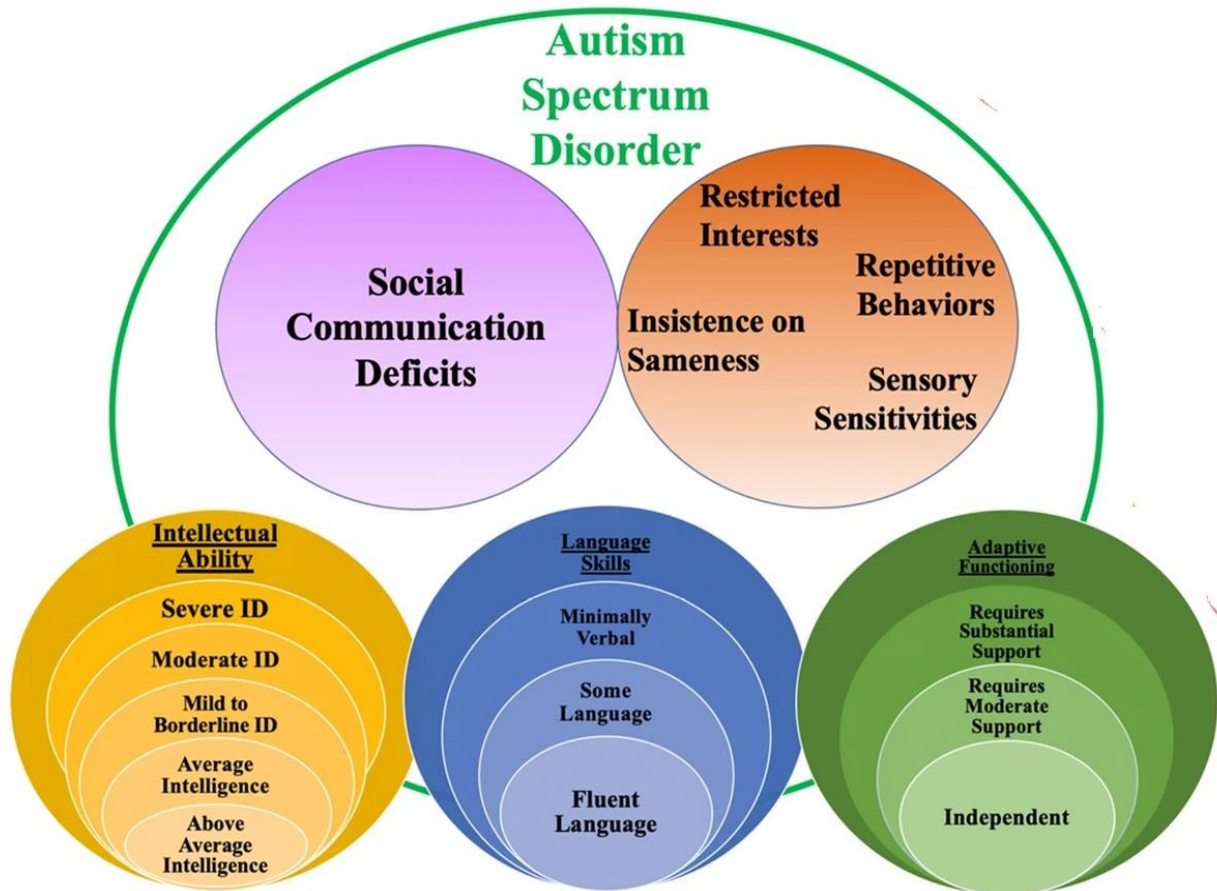 Autism
Spectrum
Disorder
Social
Communication
Deficits
Restricted
Interests
Repetitive
Behaviors
Insistence on
Sameness
Sensory
Sensitivities
Intellectual
Ability
Severe ID
Moderate ID
Mild to
Borderline ID
Average
Intelligence
Above
Average
Intelligence
Language
Skills
Minimally
Verbal
Some
Language
Fluent
Language
Adaptive
Functioning
Requires
Substantial
Support
Requires
Moderate
Support
Independent